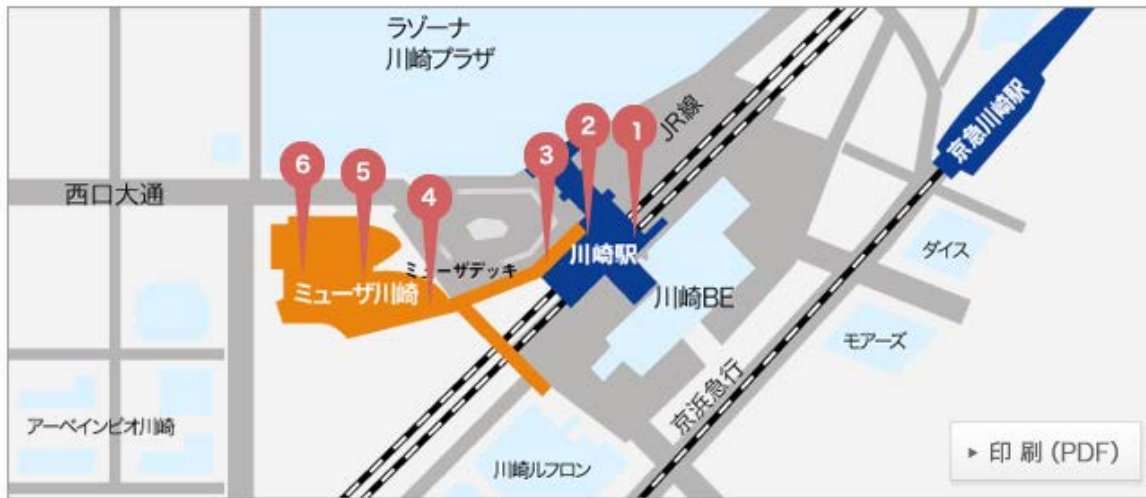 ラゾーナ
川崎プラザ
JR線
京急川崎駅
1
2
3
4
5
6
西口大通
川崎駅
ミューザデッキ
ミューザ川崎
川崎BE
ダイス
モアーズ
京浜急行
アーベインビオ川崎
川崎ルフロン
▸ 印刷(PDF)